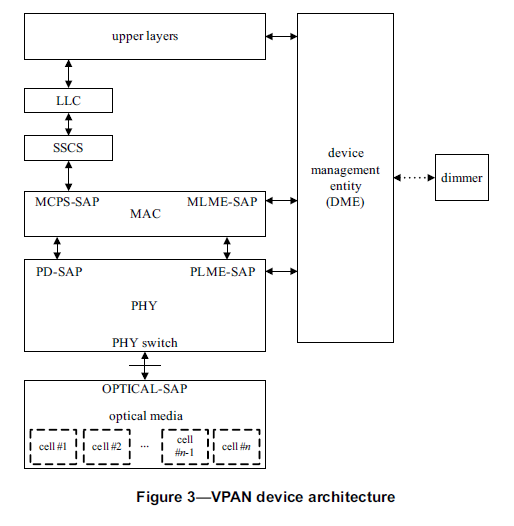 upper layers
LLC
SSCS
device
management
entity
(DME)
dimmer
MCPS-SAP MLME-SAP
MAC
PD-SAP PLME-SAP
PHY
PHY switch
OPTICAL-SAP
optical media
cell #1 cell #2 ... cell
#n-1 cell #n
Figure 3—VPAN device architecture